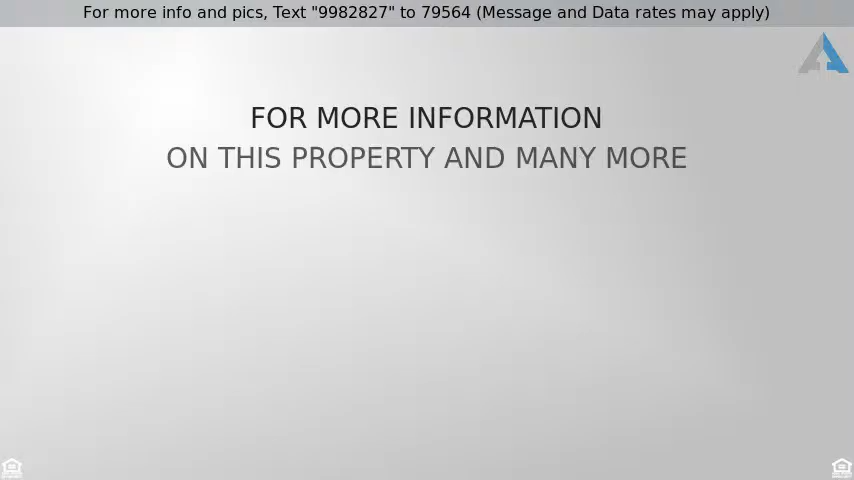 For more info and pics, Text "9982827" to 79564 (Message and Data rates may apply)
FOR MORE INFORMATION
ON THIS PROPERTY AND MANY MORE